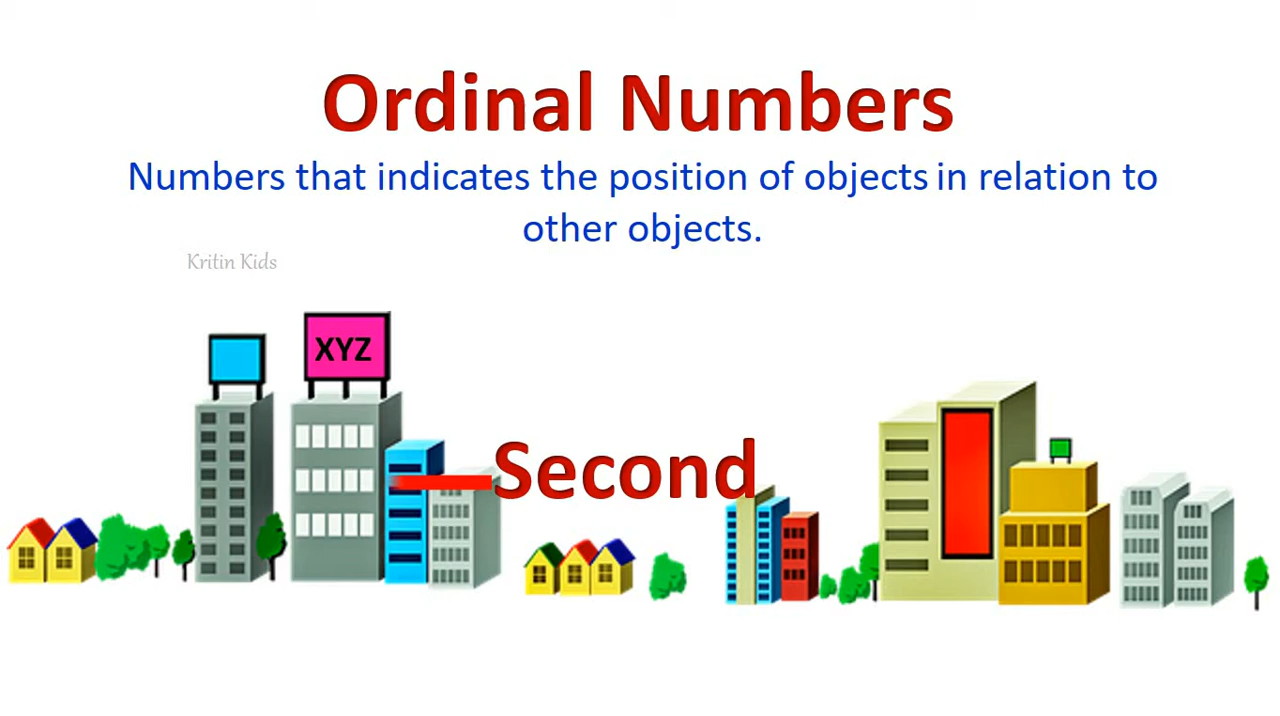 Ordinal Numbers
Numbers that indicates the position of objects in relation to
other objects.
Kritin Kids
XYZ
Second